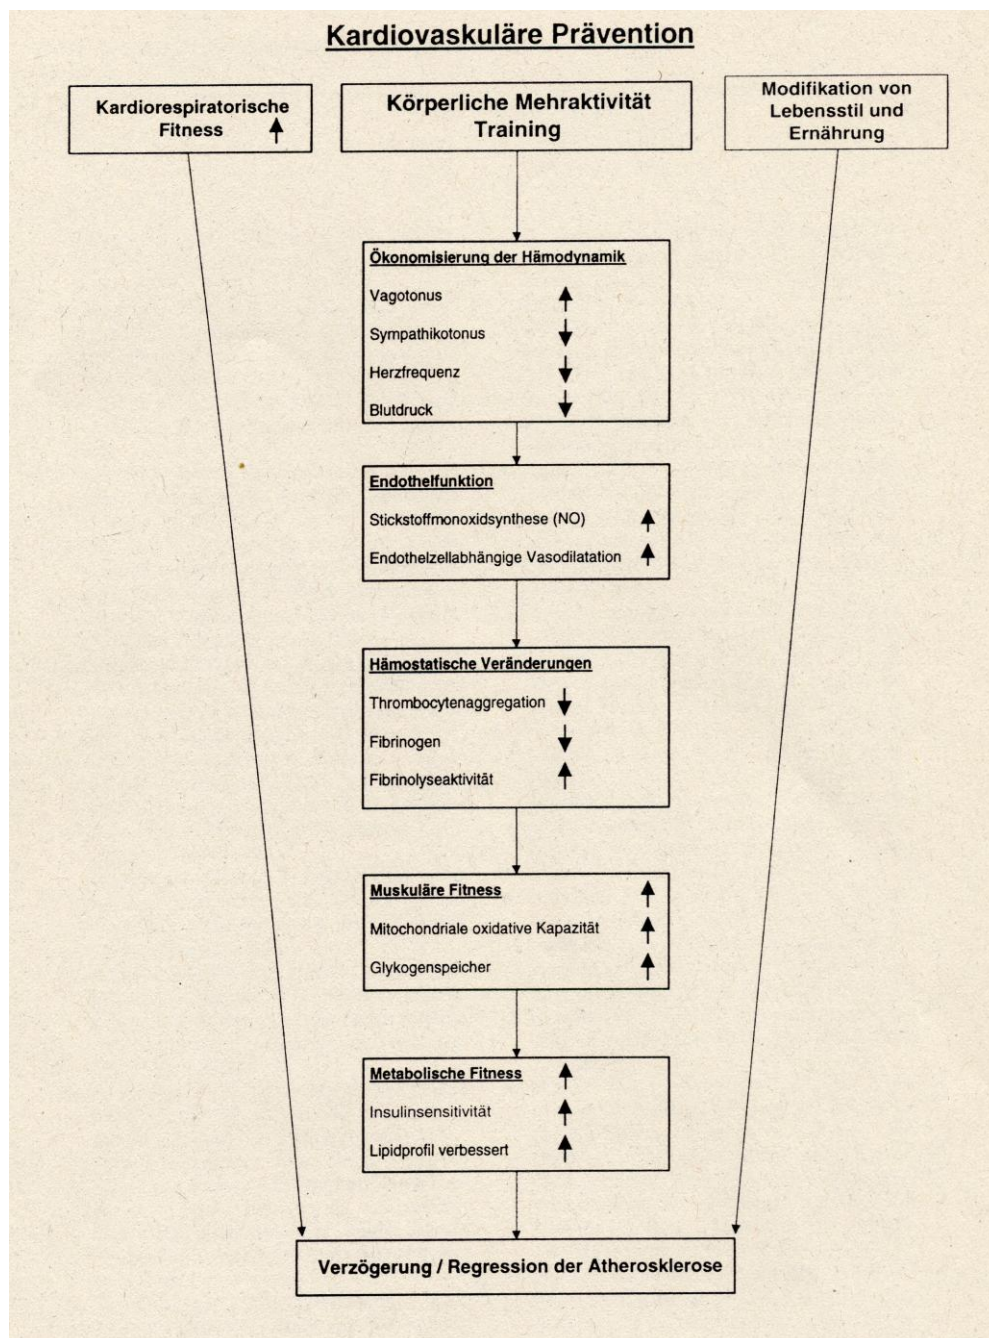 Kardiovaskuläre Prävention
Kardiorespiratorische
Fitness ↑
Körperliche Mehraktivität
Training
Modifikation von
Lebensstil und
Ernährung
Ökonomisierung der Hämodynamik
Vagotonus ↑
Sympathikotonus ↓
Herzfrequenz ↓
Blutdruck ↓
Endothelfunktion
Stickstoffmonoxidsynthese (NO) ↑
Endothelzellabhängige Vasodilatation ↑
Hämostatische Veränderungen
Thrombocytenaggregation ↓
Fibrinogen ↓
Fibrinolyseaktivität ↑
Muskuläre Fitness ↑
Mitochondriale oxidative Kapazität ↑
Glykogenspeicher ↑
Metabolische Fitness ↑
Insulinsensitivität ↑
Lipidprofil verbessert ↑
Verzögerung / Regression der Atherosklerose